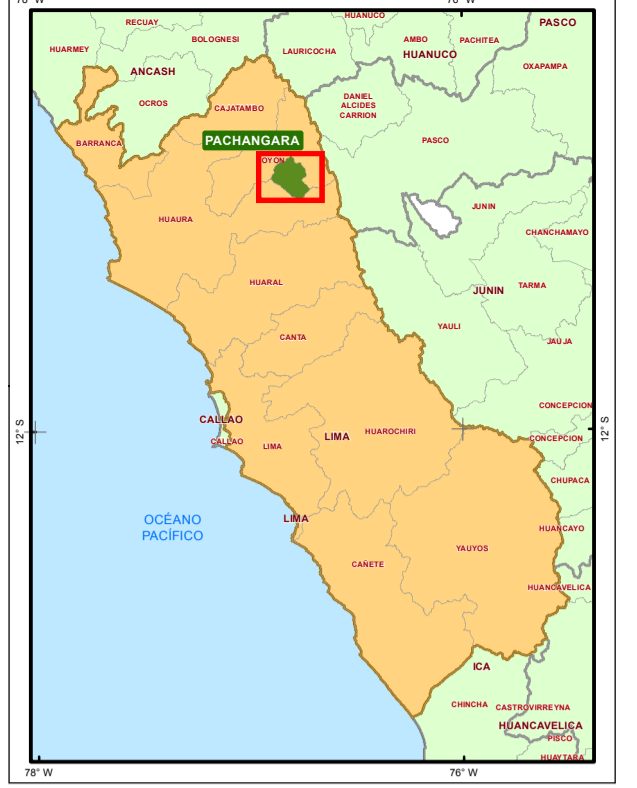 78° W
76° W
HUANUCO
PASCO
RECUAY
BOLOGNESI
HUARMEY
LAURICOCHA
AMBO
PACHITEA
HUANUCO
OXAPAMPA
ANCASH
DANIEL
ALCIDES
CARRION
OCROS
CAJATAMBO
PACHANGARA
BARRANCA
PASCO
OYON
JUNIN
HUAURA
CHANCHAMAYO
HUARAL
JUNIN
TARMA
YAULI
CANTA
JAUJA
CONCEPCION
CALLAO
12° S
12° S
CALLAO
LIMA
LIMA
HUAROCHIRI
CONCEPCION
CHUPACA
OCÉANO
PACÍFICO
LIMA
HUANCAYO
YAUYOS
CAÑETE
HUANCAVELICA
ICA
CHINCHA
CASTROVIRREYNA
HUANCAVELICA
PISCO
HUAYTARA
78° W
76° W